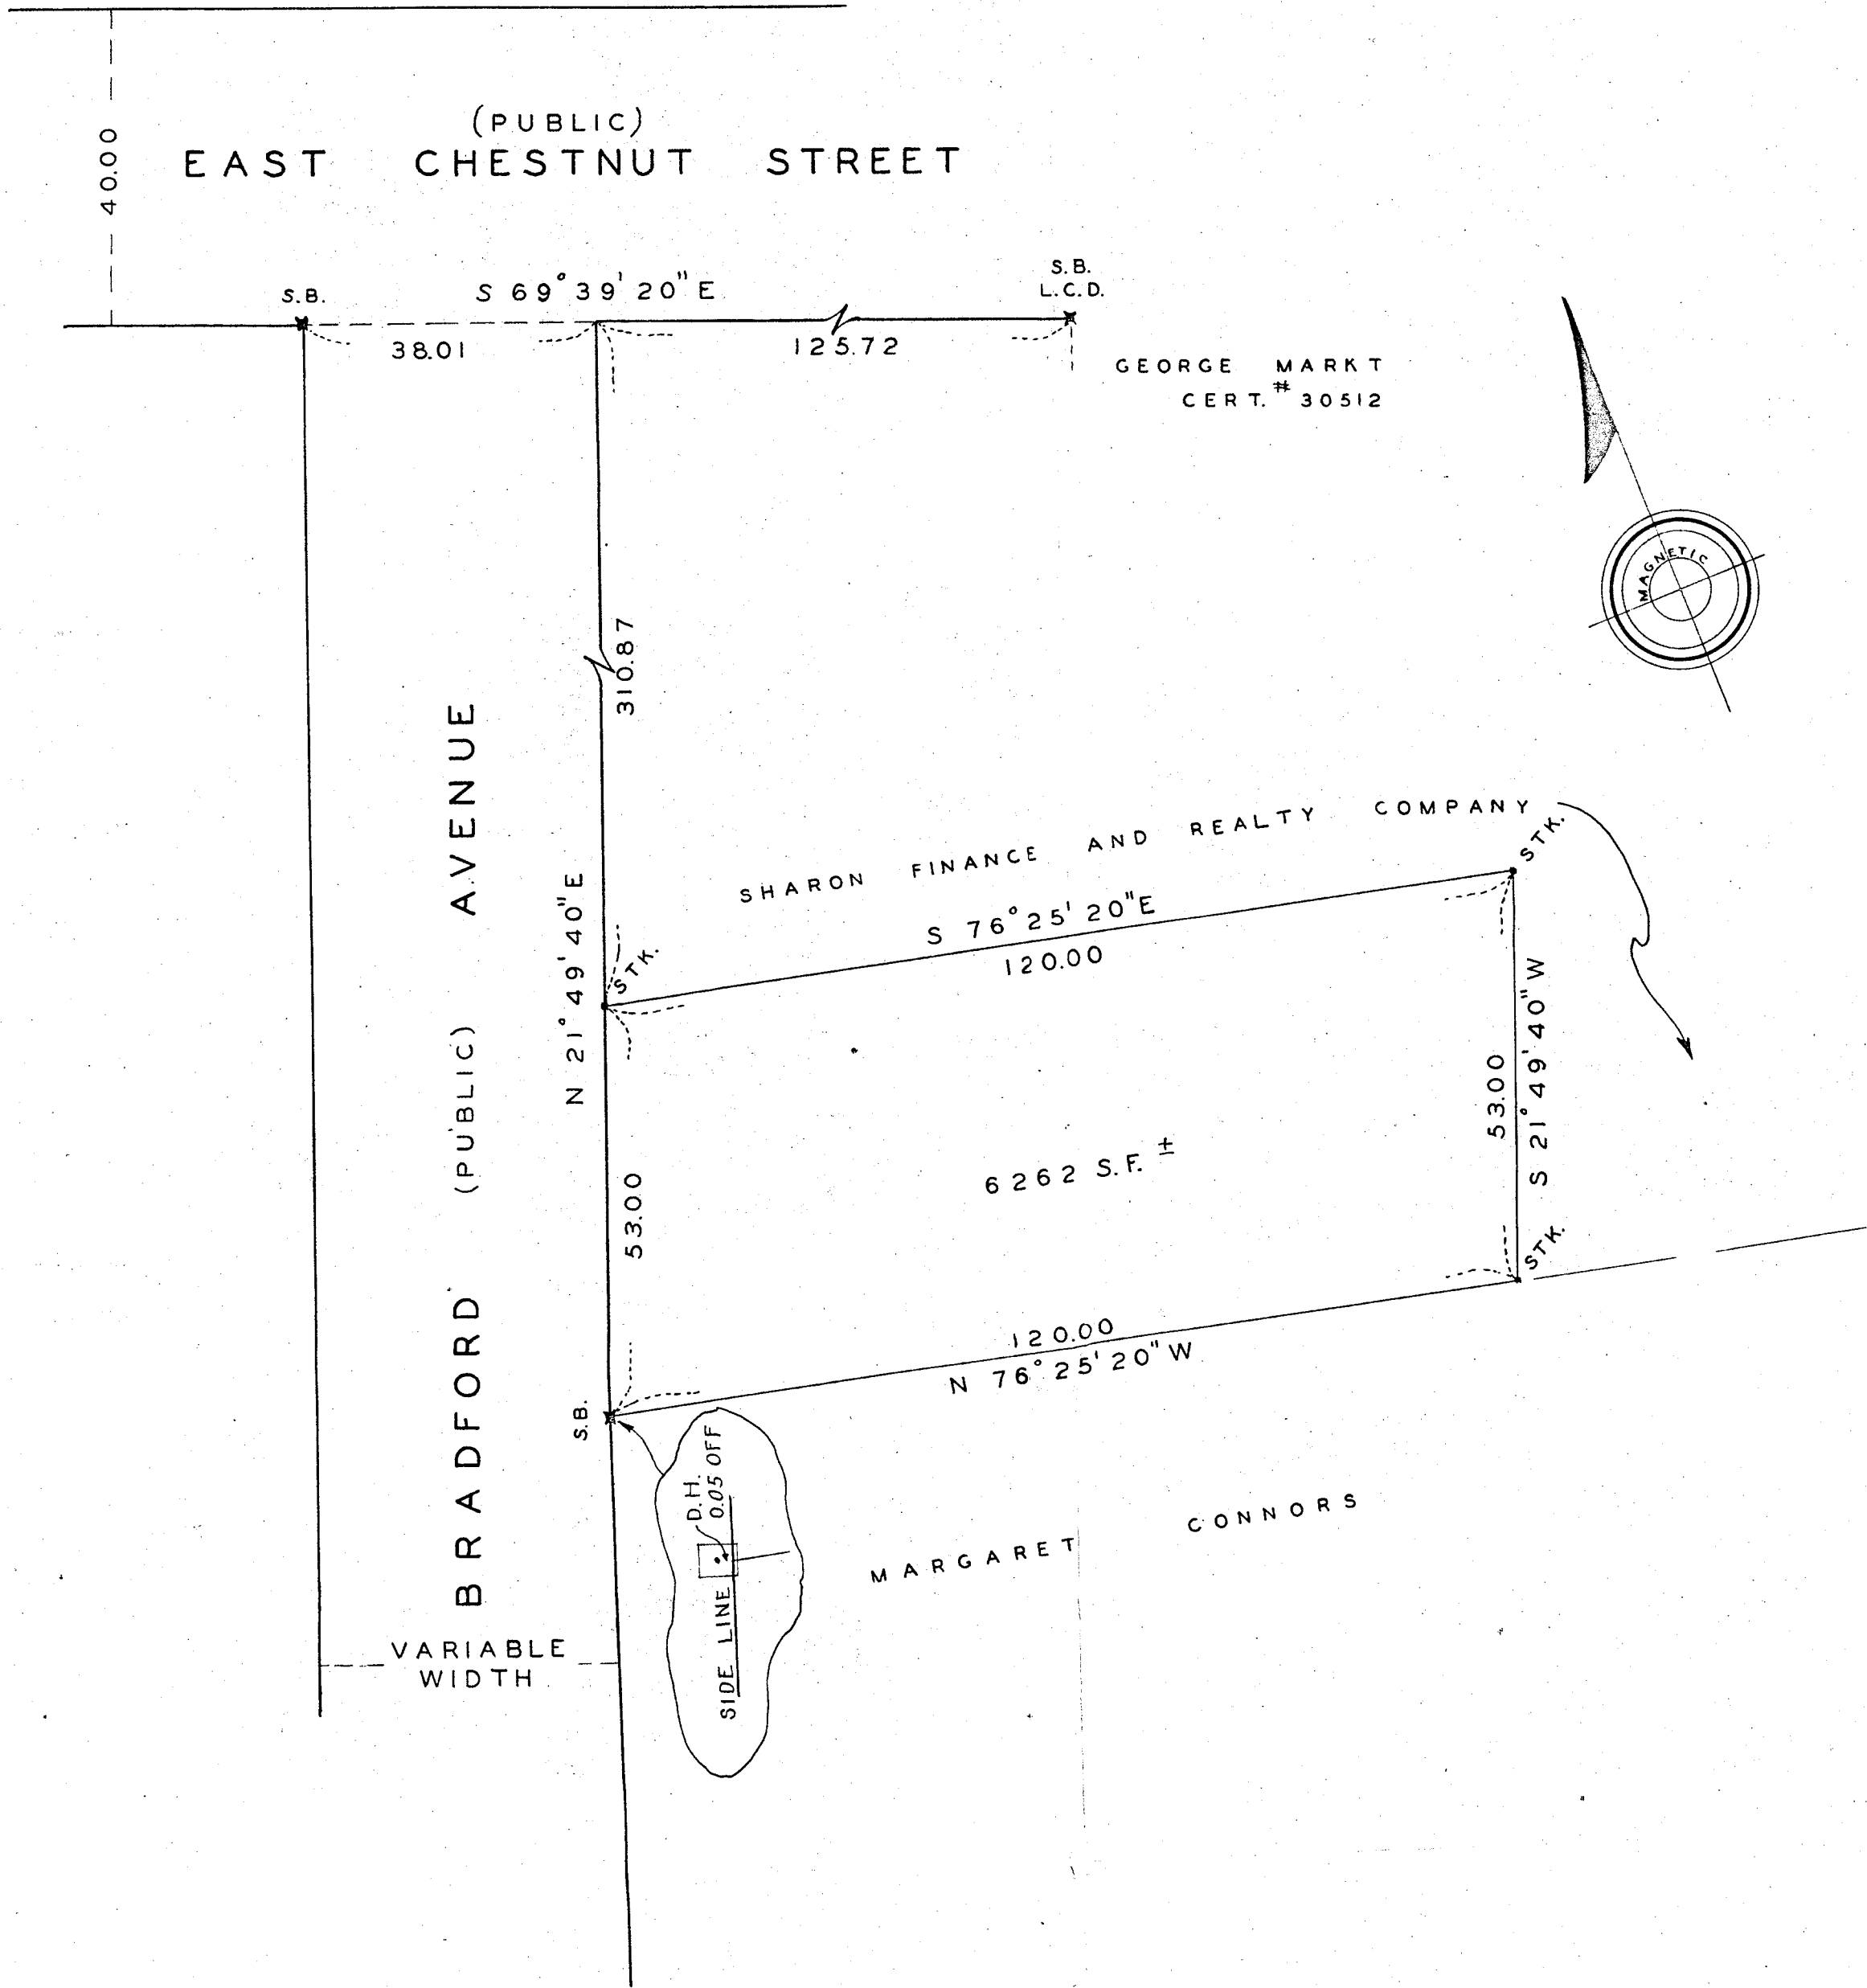 40.00
(PUBLIC)
EAST CHESTNUT STREET
S.B.
S 69° 39' 20" E
S.B.
L.C.D.
38.01
125.72
GEORGE MARKT
CERT. # 30512
MAGNETIC
310.87
N 21° 49' 40" E
BRADFORD (PUBLIC) AVENUE
SHARON FINANCE AND REALTY COMPANY
STK.
S 76° 25' 20" E
120.00
STK.
53.00
S 21° 49' 40" W
6262 S.F. ±
53.00
STK.
120.00
N 76° 25' 20" W
S.B.
D.H.
0.05 OFF
SIDE LINE
MARGARET CONNORS
VARIABLE
WIDTH